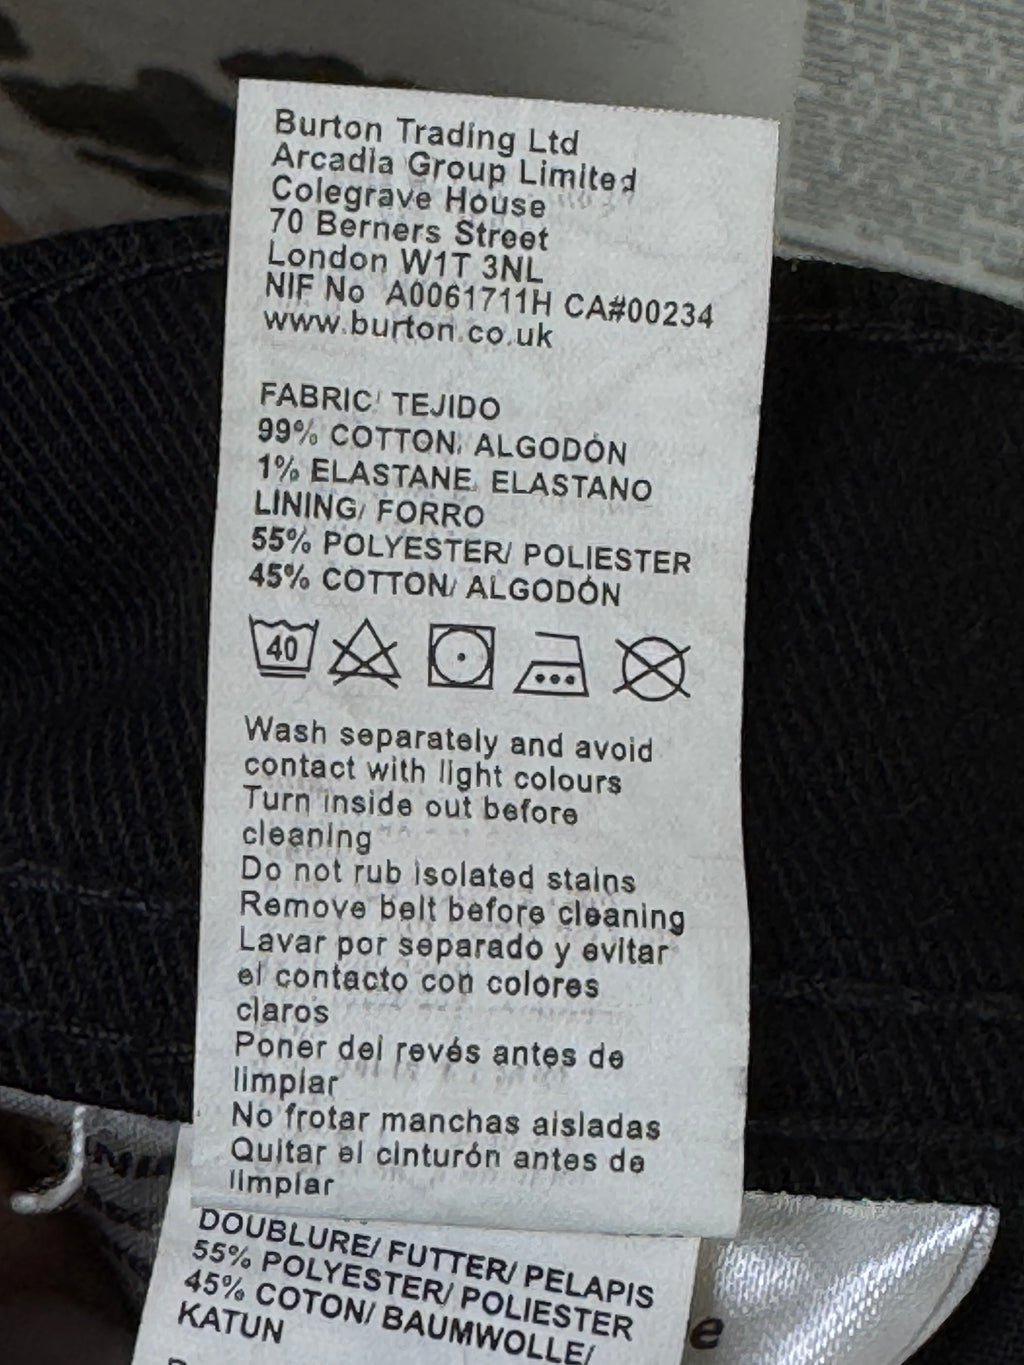 Burton Trading Ltd
Arcadia Group Limited
Colegrave House
70 Berners Street
London W1T 3NL
NIF No A0061711H CA#00234
www.burton.co.uk
FABRIC/ TEJIDO
99% COTTON/ ALGODÓN
1% ELASTANE/ ELASTANO
LINING/ FORRO
55% POLYESTER/ POLIESTER
45% COTTON/ ALGODÓN
40
Wash separately and avoid
contact with light colours
Turn inside out before
cleaning
Do not rub isolated stains
Remove belt before cleaning
Lavar por separado y evitar
el contacto con colores
claros
Poner del revés antes de
limpiar
No frotar manchas aisladas
Quitar el cinturón antes de
limpiar
DOUBLURE/ FUTTER/ PELAPIS
55% POLYESTER/ POLIESTER
45% COTON/ BAUMWOLLE/
KATUN
e